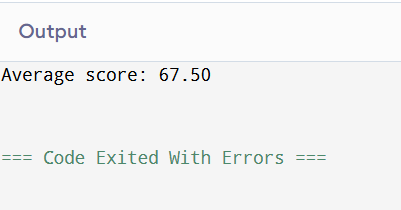 Output
Average score: 67.50
=== Code Exited With Errors ===